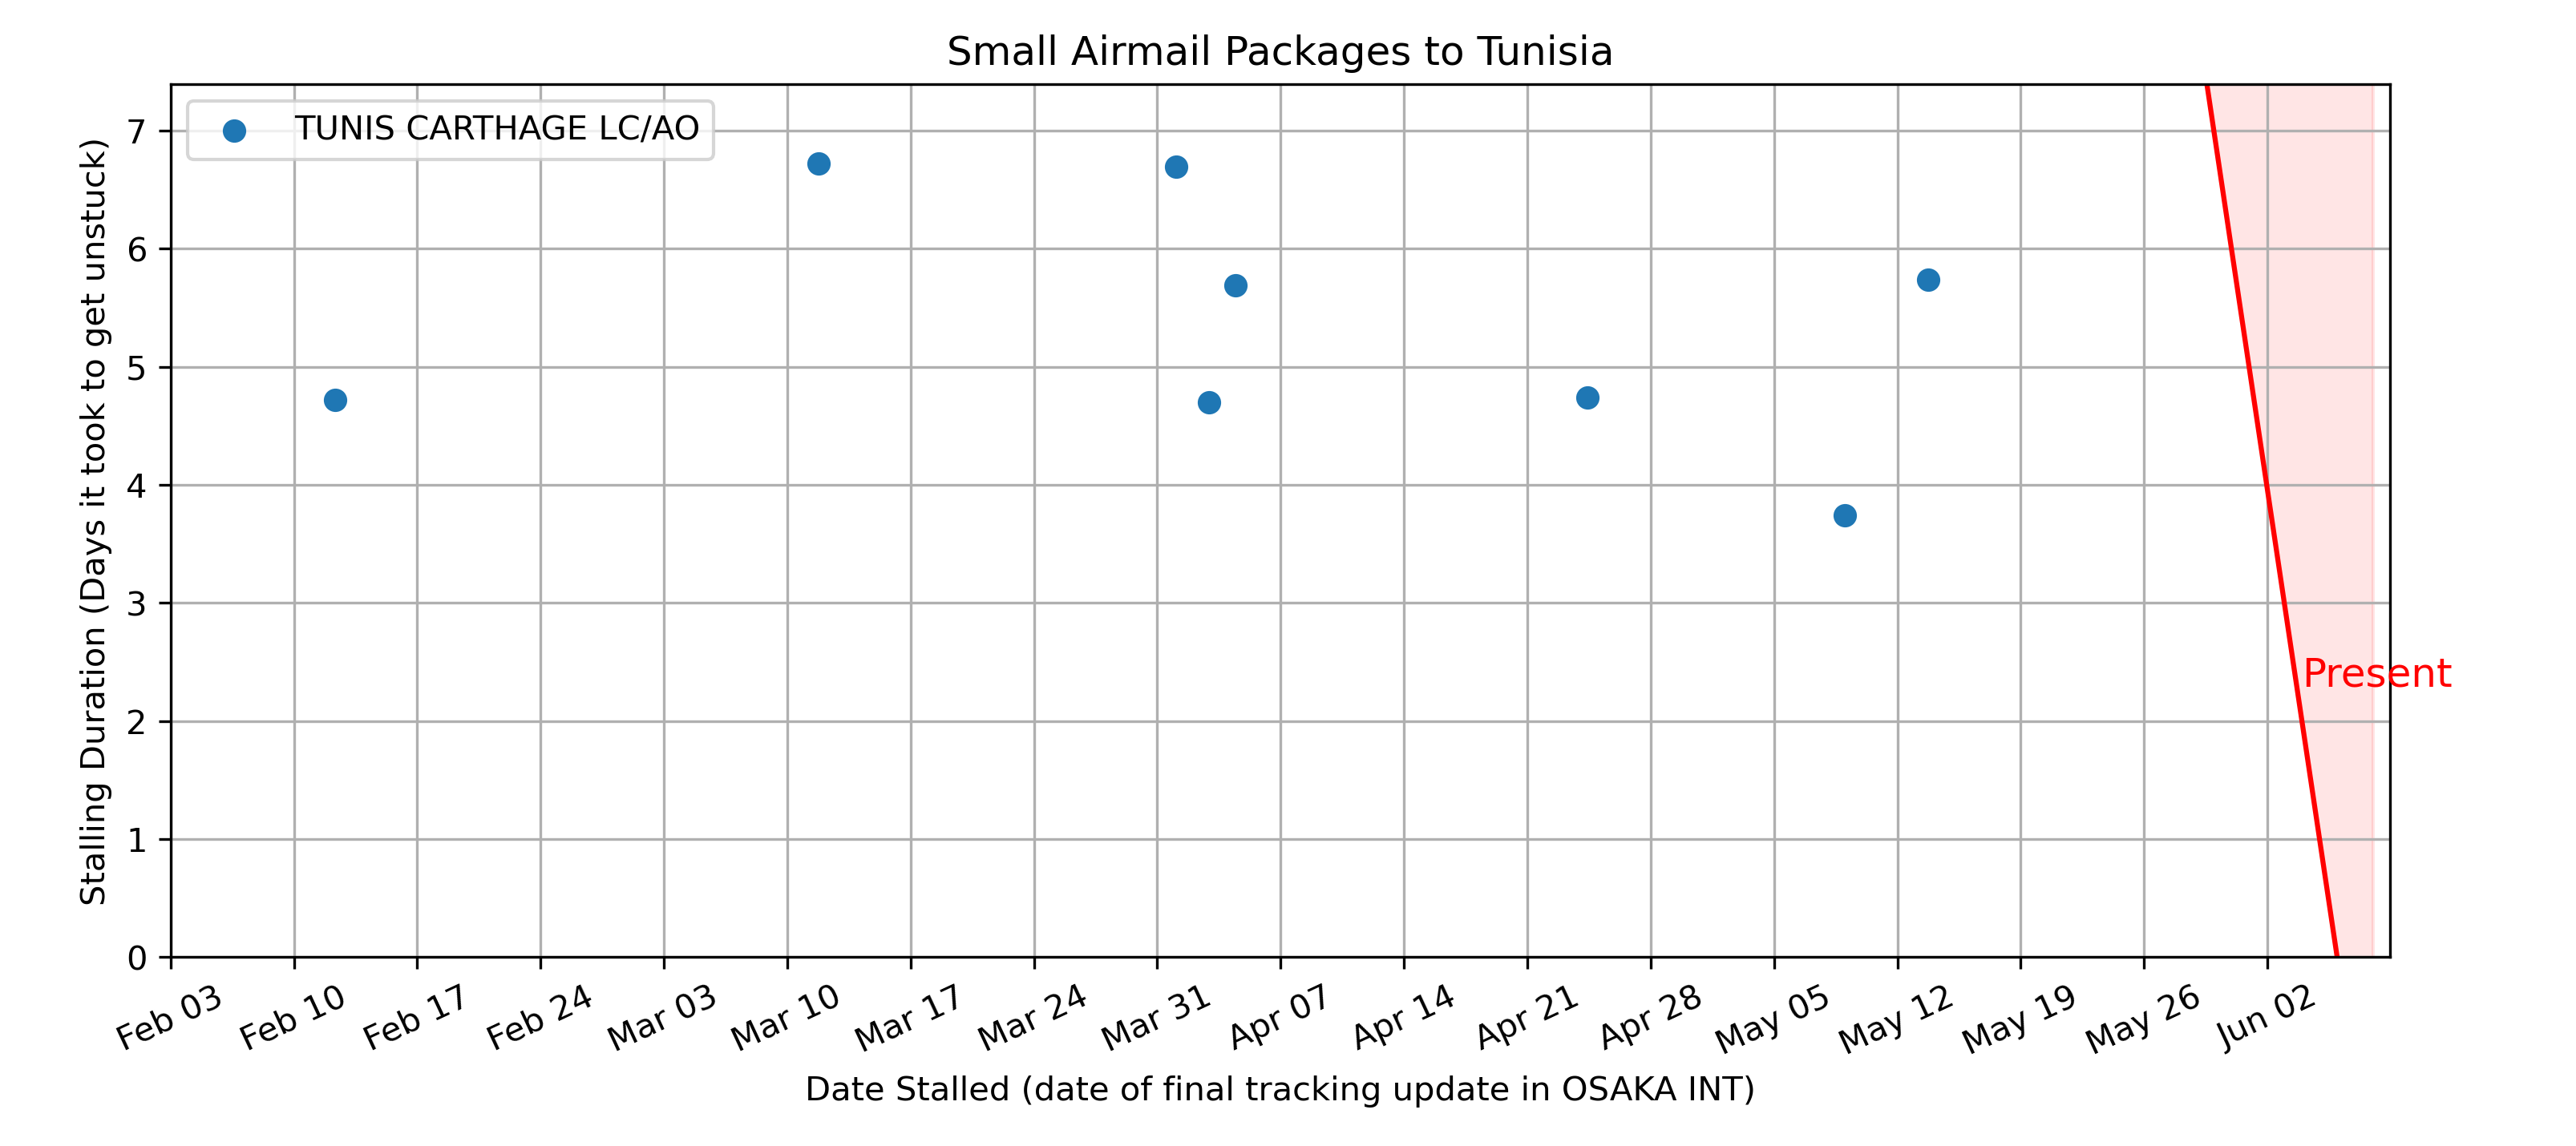 Small Airmail Packages to Tunisia
TUNIS CARTHAGE LC/AO
Stalling Duration (Days it took to get unstuck)
7
6
5
4
3
2
1
0
Present
Feb 03
Feb 10
Feb 17
Feb 24
Mar 03
Mar 10
Mar 17
Mar 24
Mar 31
Apr 07
Apr 14
Apr 21
Apr 28
May 05
May 12
May 19
May 26
Jun 02
Date Stalled (date of final tracking update in OSAKA INT)